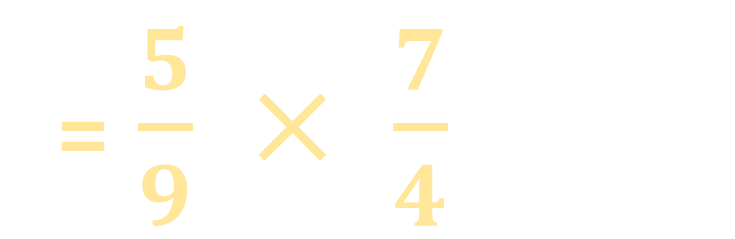 = 5/9 × 7/4